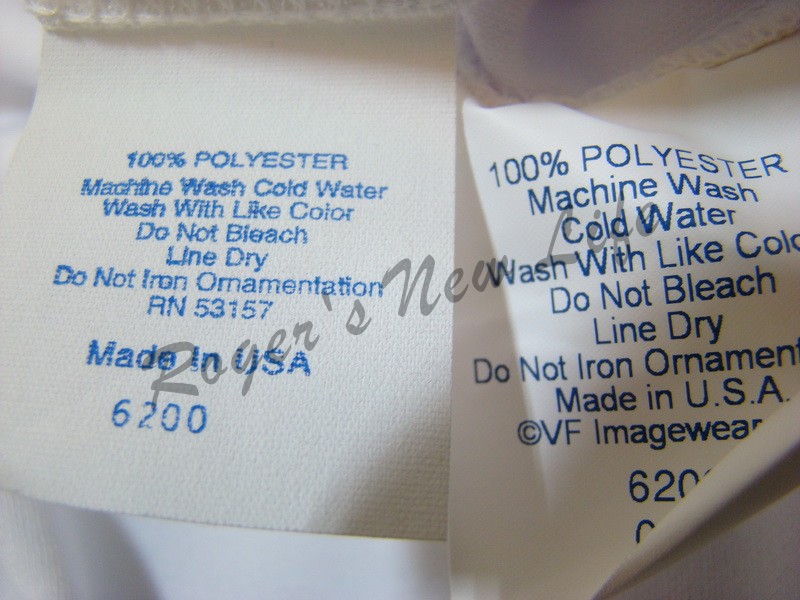 100% POLYESTER
Machine Wash Cold Water
Wash With Like Color
Do Not Bleach
Line Dry
Do Not Iron Ornamentation
RN 53157
Made In USA
6200
100% POLYESTER
Machine Wash
Cold Water
Wash With Like Colo
Do Not Bleach
Line Dry
Do Not Iron Ornament
Made in U.S.A.
©VF Imagewear
620
Roger's New Life